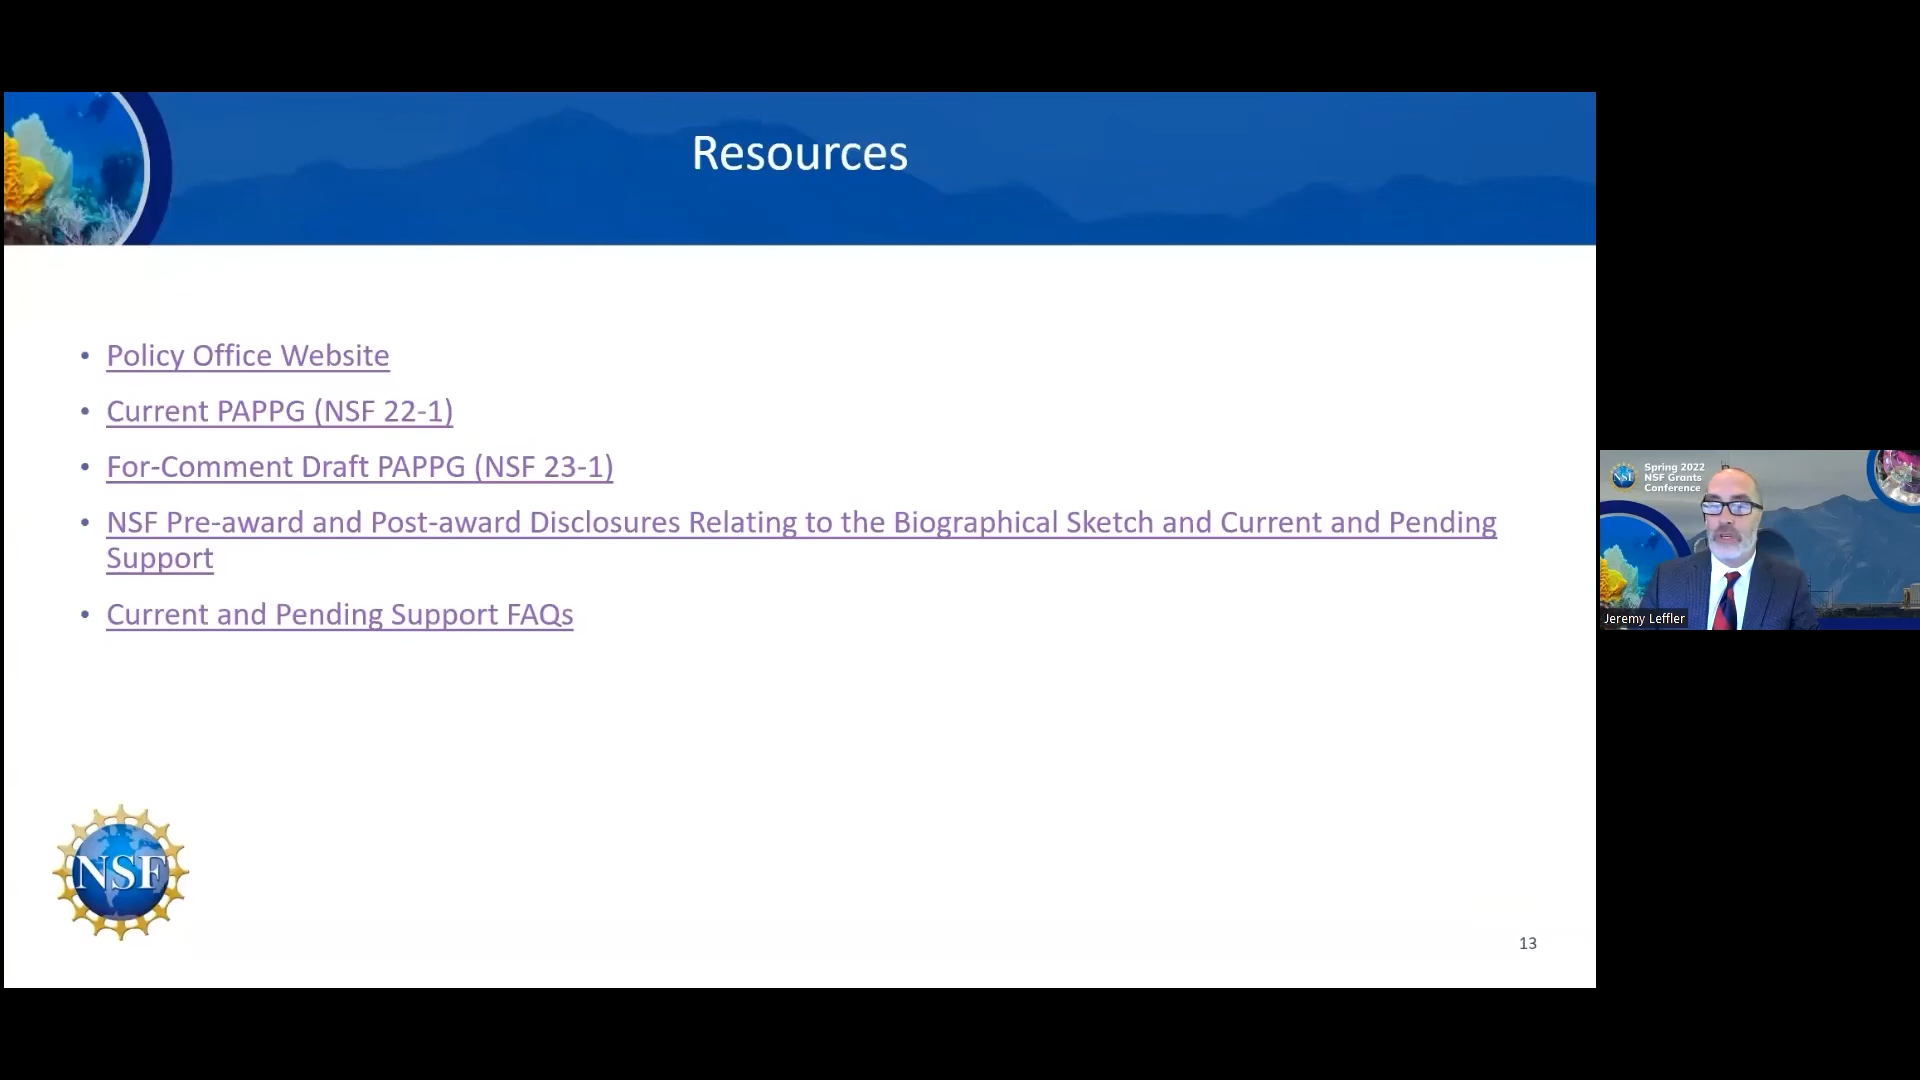 Resources
• Policy Office Website
• Current PAPPG (NSF 22-1)
• For-Comment Draft PAPPG (NSF 23-1)
• NSF Pre-award and Post-award Disclosures Relating to the Biographical Sketch and Current and Pending
Support
• Current and Pending Support FAQs
NSF
13
NSF
Spring 2022
NSF Grants
Conference
Jeremy Leffler